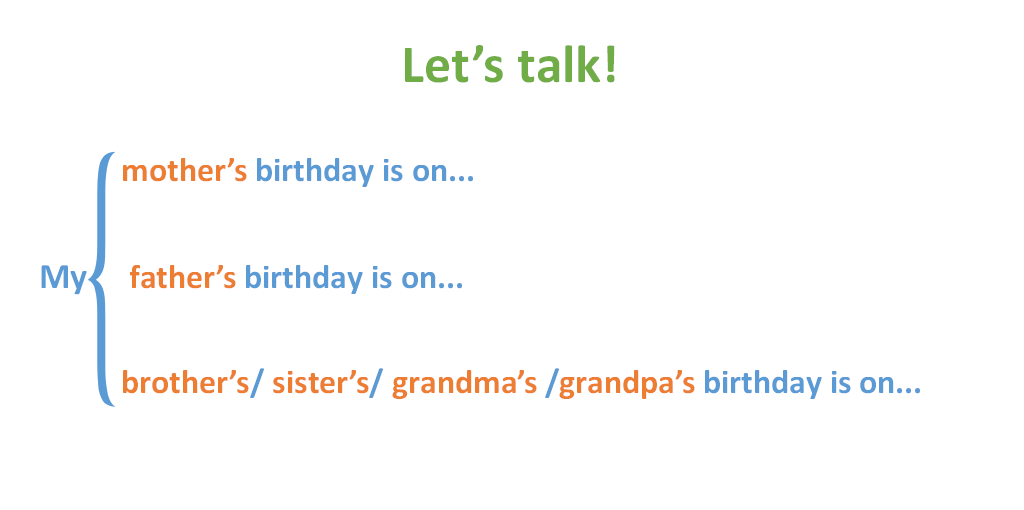 Let’s talk!
mother’s birthday is on...
My father’s birthday is on...
brother’s/ sister’s/ grandma’s /grandpa’s birthday is on...